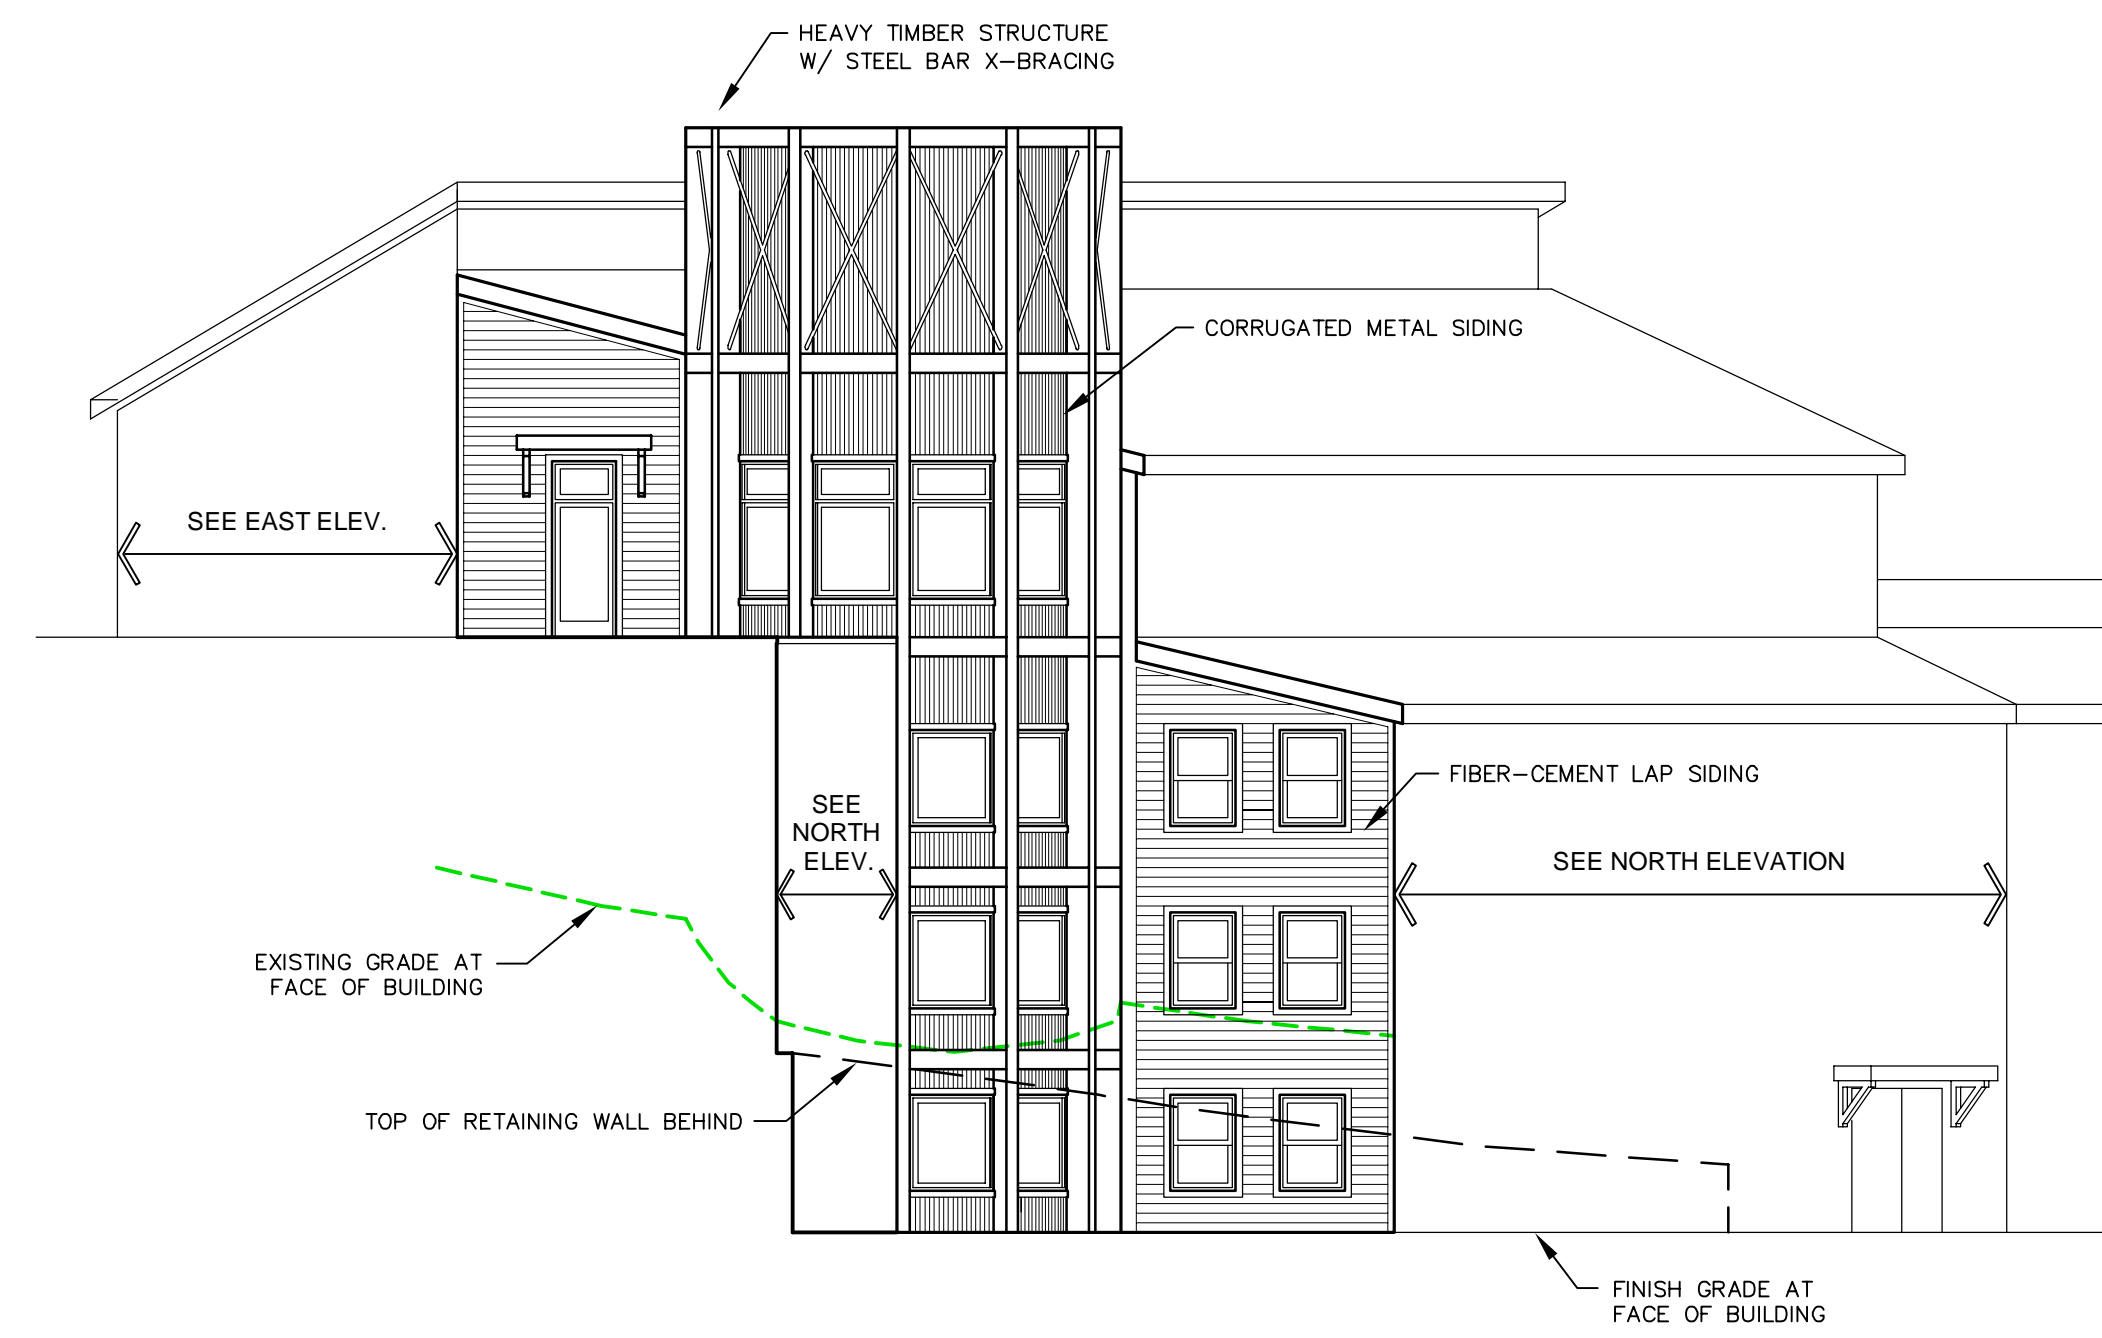 HEAVY TIMBER STRUCTURE
W/ STEEL BAR X-BRACING
CORRUGATED METAL SIDING
SEE EAST ELEV.
FIBER-CEMENT LAP SIDING
SEE
NORTH
ELEV.
SEE NORTH ELEVATION
EXISTING GRADE AT
FACE OF BUILDING
TOP OF RETAINING WALL BEHIND
FINISH GRADE AT
FACE OF BUILDING